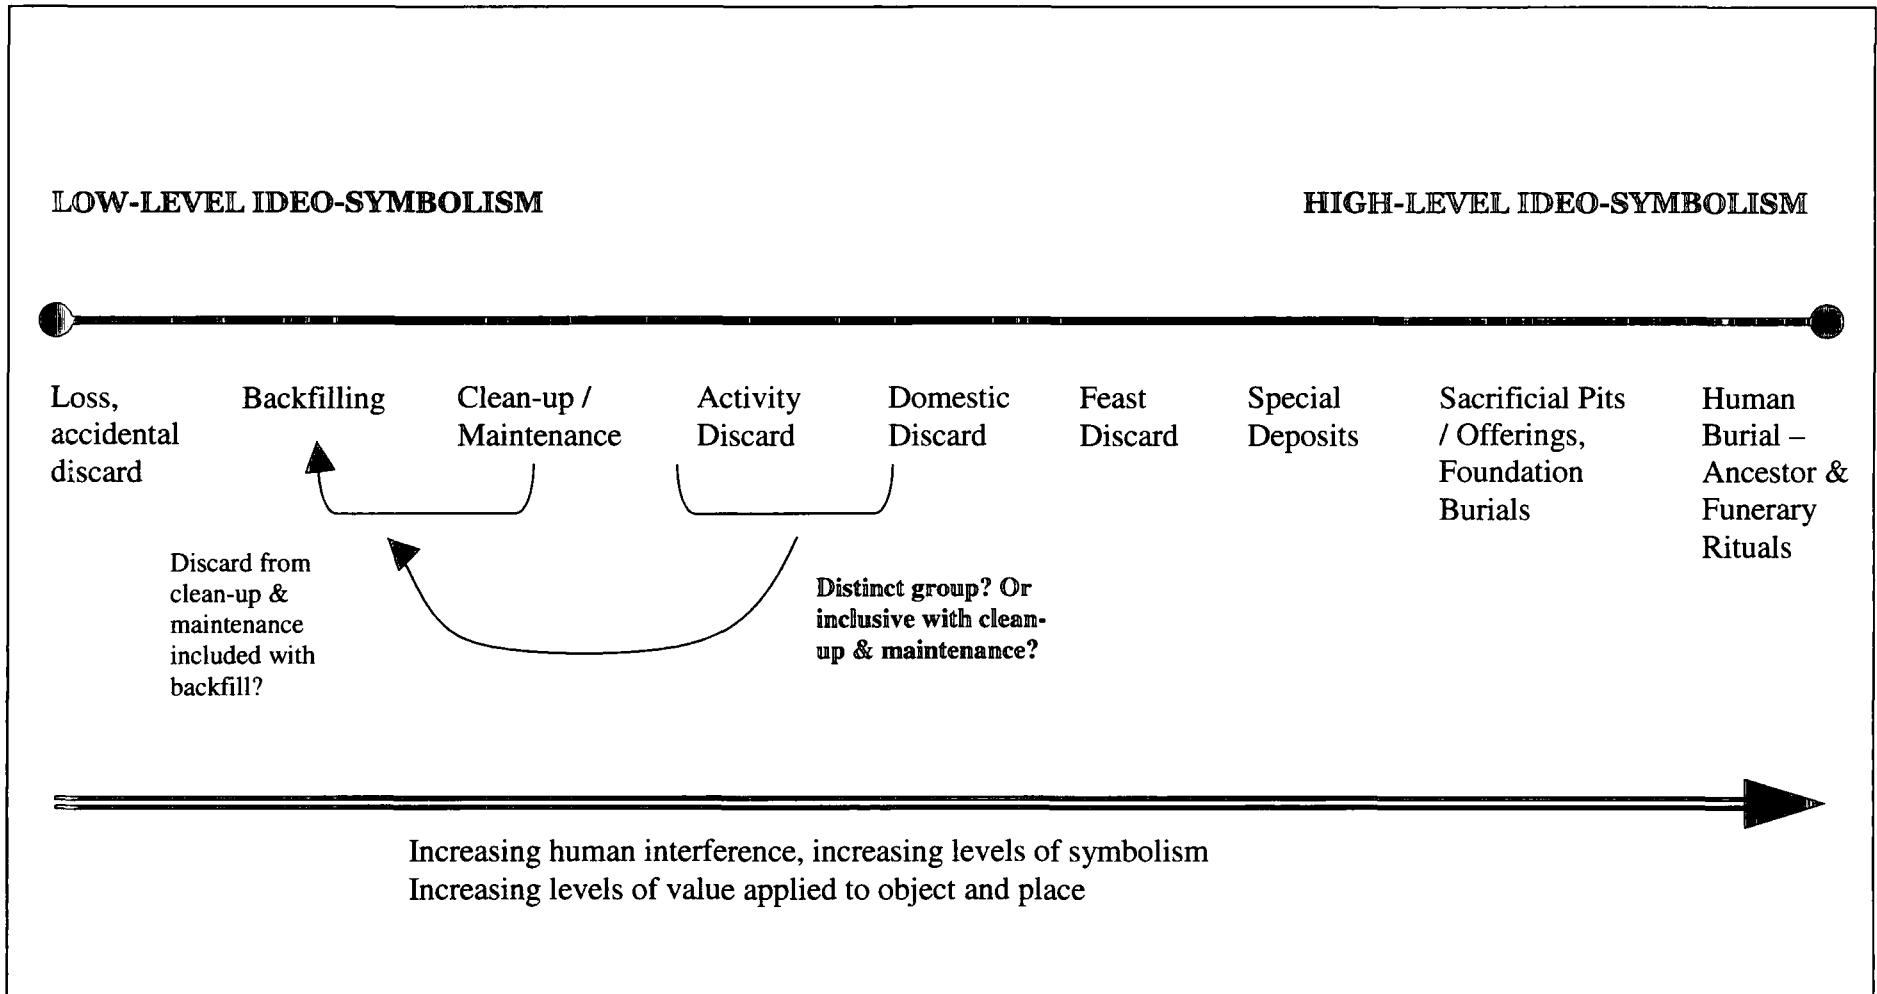 LOW-LEVEL IDEO-SYMBOLISM
HIGH-LEVEL IDEO-SYMBOLISM
Loss,
accidental
discard
Backfilling
Clean-up /
Maintenance
Activity
Discard
Domestic
Discard
Feast
Discard
Special
Deposits
Sacrificial Pits
/ Offerings,
Foundation
Burials
Human
Burial –
Ancestor &
Funerary
Rituals
Discard from
clean-up &
maintenance
included with
backfill?
Distinct group? Or
inclusive with clean-
up & maintenance?
Increasing human interference, increasing levels of symbolism
Increasing levels of value applied to object and place